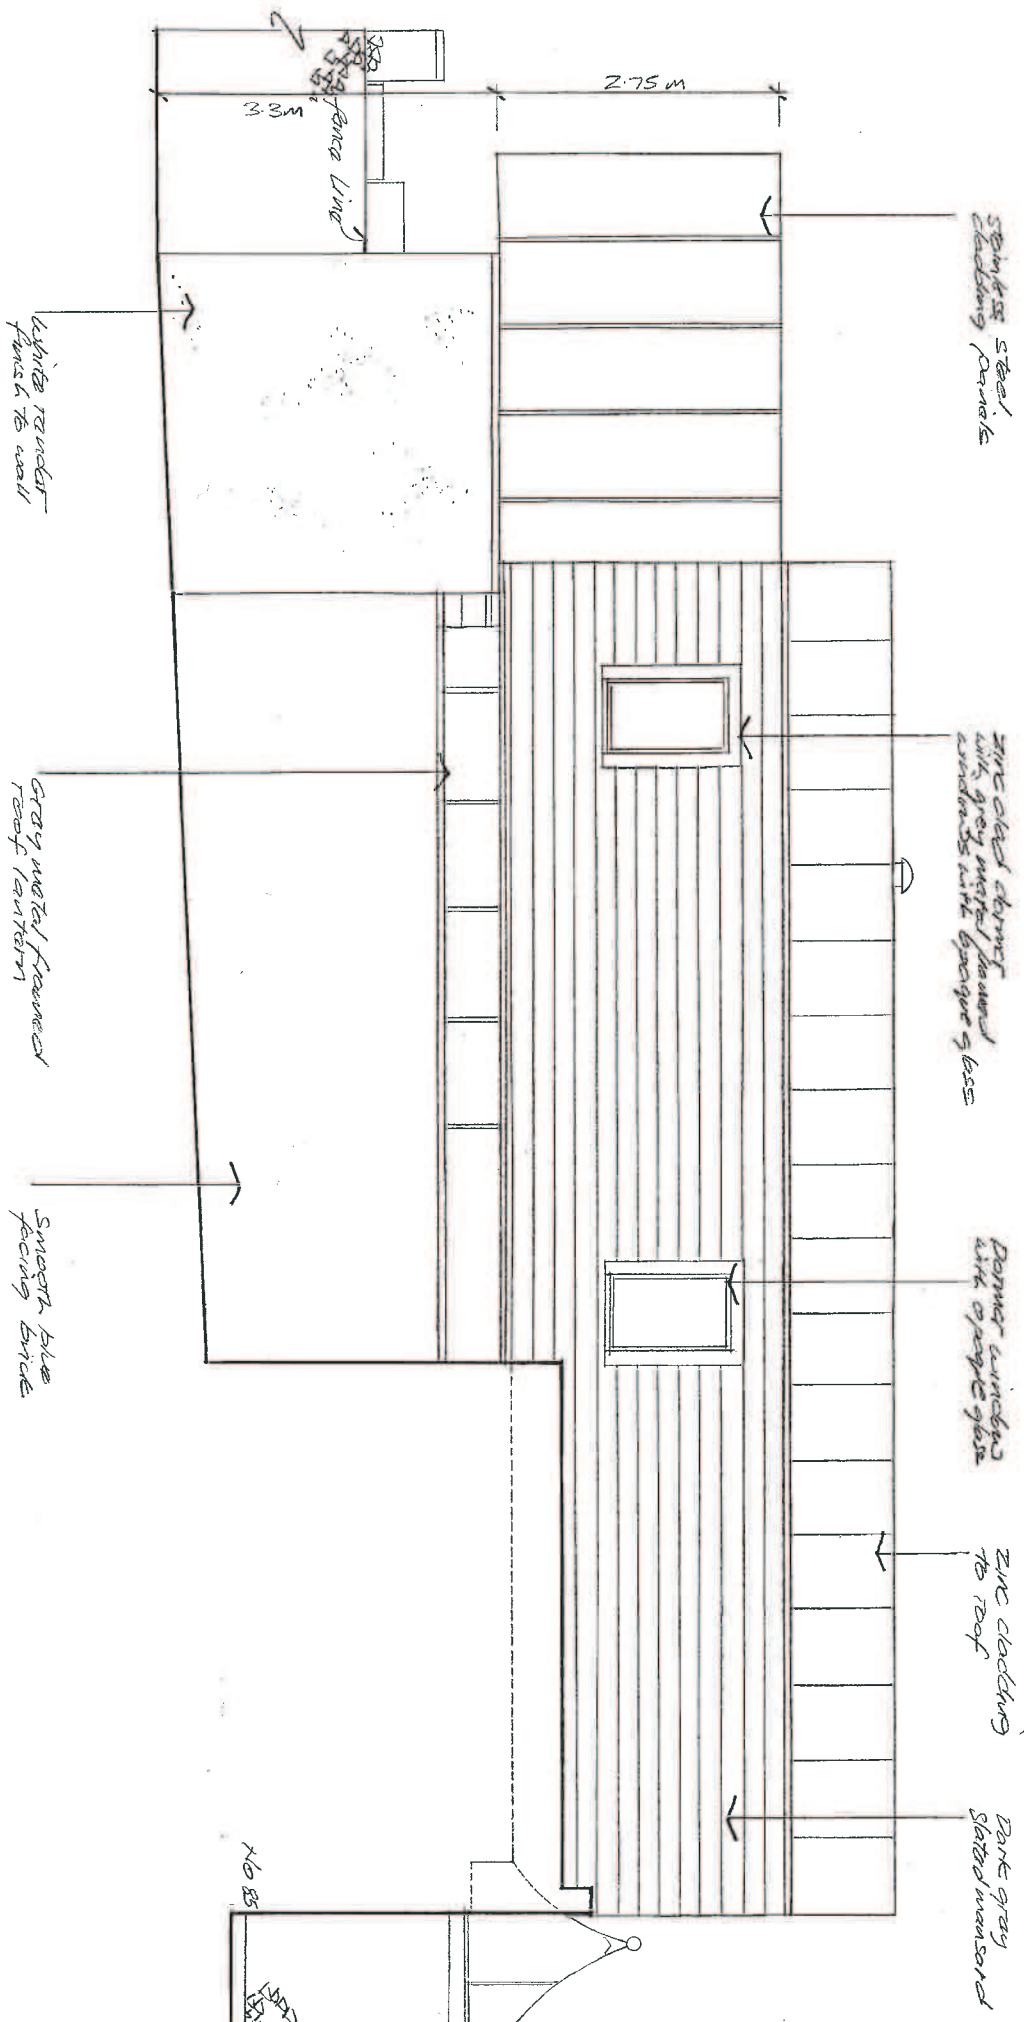 Stainless steel
cladding panels
Zinc clad dormer
with grey metal framed
windows with opaque glass
Dormer window
with opaque glass
Zinc cladding
to roof
Dark grey
Slated mansard
2.75m
3.3m
fence line
No 85
white render
finish to wall
Grey metal framed
roof lantern
Smooth blue
facing brick